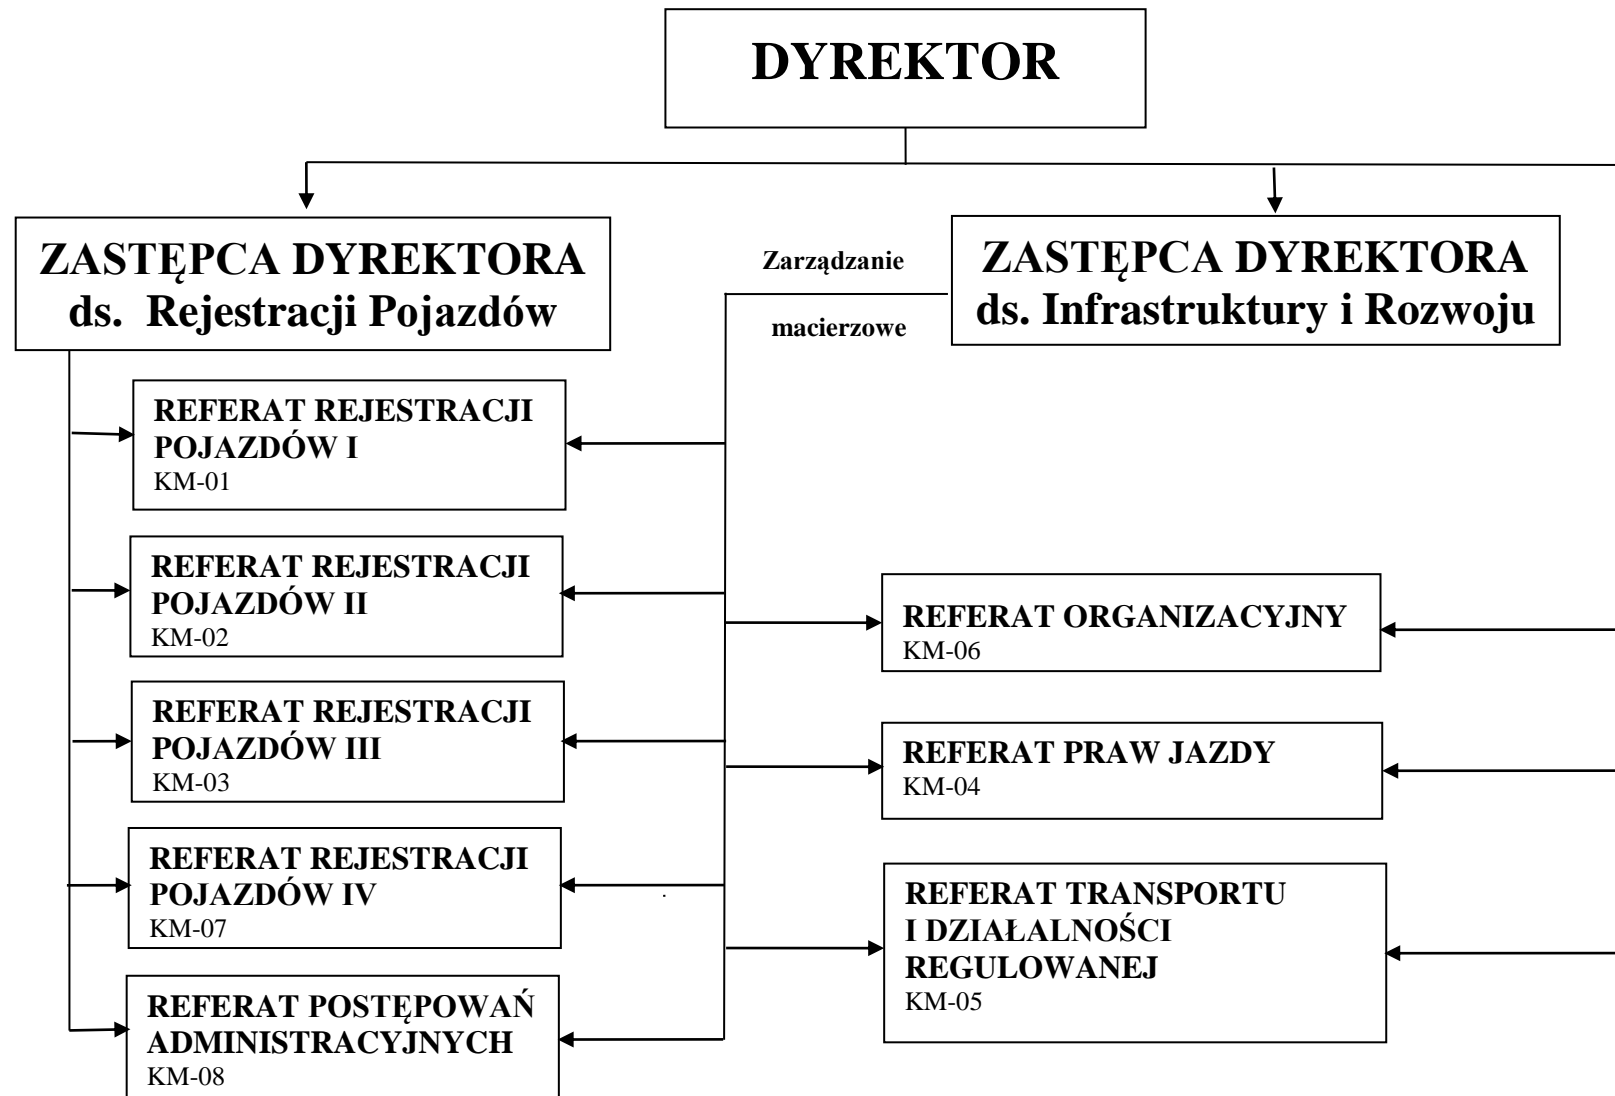 DYREKTOR
ZASTĘPCA DYREKTORA
ds. Rejestracji Pojazdów
Zarządzanie
macierzowe
ZASTĘPCA DYREKTORA
ds. Infrastruktury i Rozwoju
REFERAT REJESTRACJI
POJAZDÓW I
KM-01
REFERAT REJESTRACJI
POJAZDÓW II
KM-02
REFERAT REJESTRACJI
POJAZDÓW III
KM-03
REFERAT REJESTRACJI
POJAZDÓW IV
KM-07
REFERAT POSTĘPOWAŃ
ADMINISTRACYJNYCH
KM-08
REFERAT ORGANIZACYJNY
KM-06
REFERAT PRAW JAZDY
KM-04
REFERAT TRANSPORTU
I DZIAŁALNOŚCI
REGULOWANEJ
KM-05